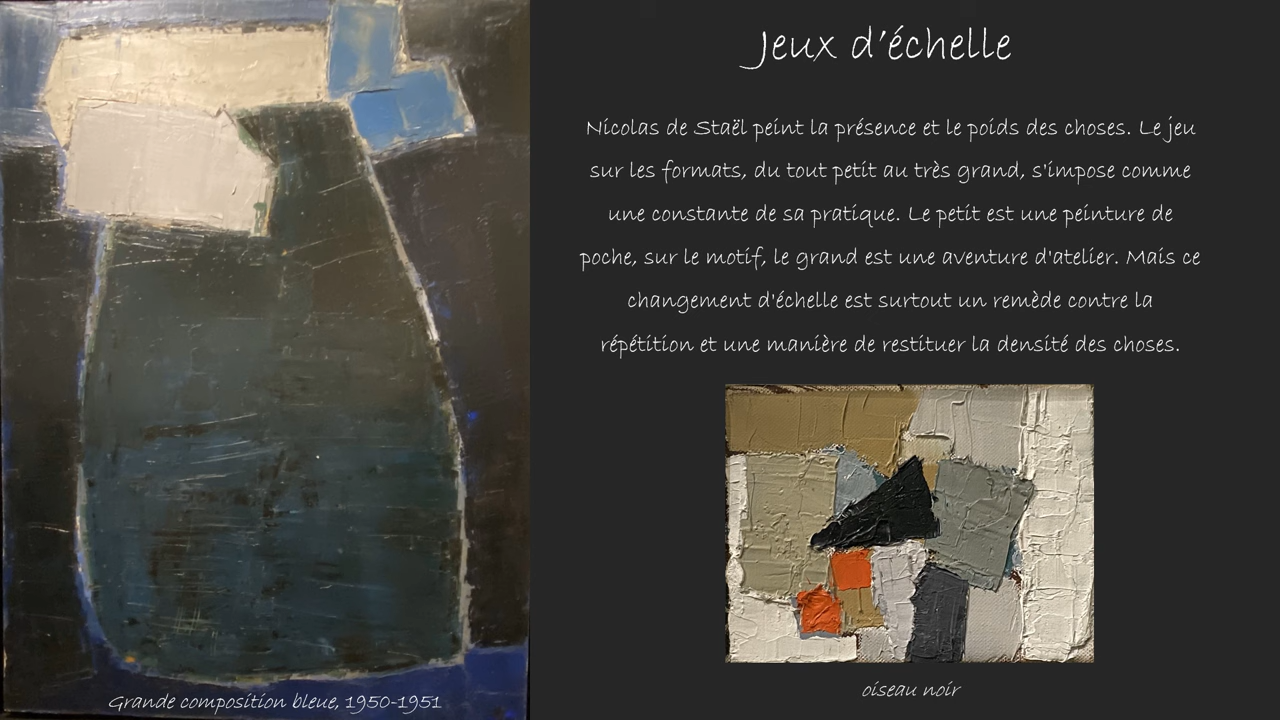 Jeux d'échelle
Nicolas de Staël peint la présence et le poids des choses. Le jeu
sur les formats, du tout petit au très grand, s'impose comme
une constante de sa pratique. Le petit est une peinture de
poche, sur le motif, le grand est une aventure d'atelier. Mais ce
changement d'échelle est surtout un remède contre la
répétition et une manière de restituer la densité des choses.
oiseau noir
Grande composition bleue, 1950-1951